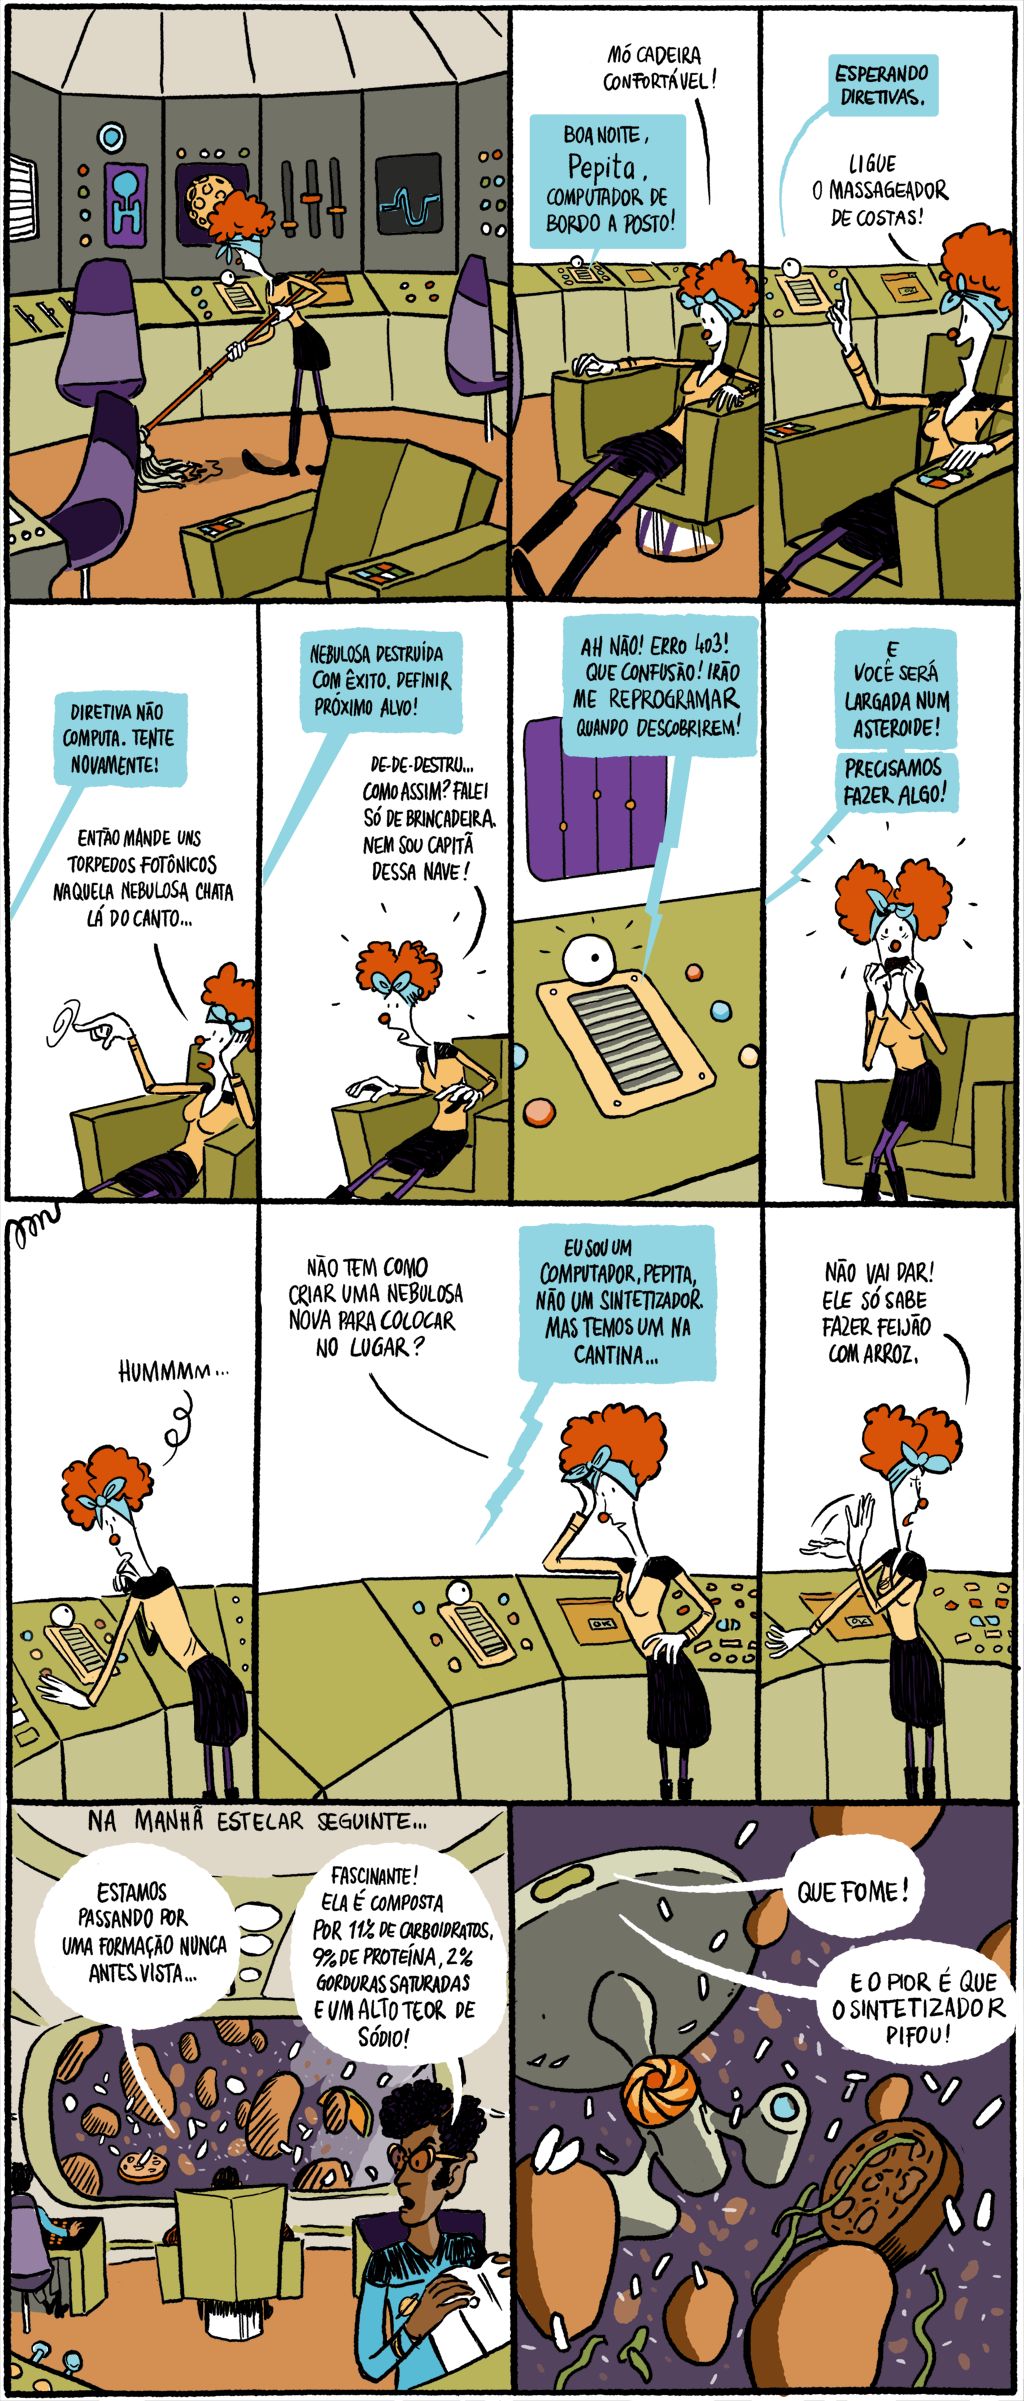 MÓ CADEIRA
CONFORTÁVEL!
BOA NOITE,
Pepita,
COMPUTADOR DE
BORDO A POSTO!
ESPERANDO
DIRETIVAS.
LIGUE
O MASSAGEADOR
DE COSTAS!
DIRETIVA NÃO
COMPUTA. TENTE
NOVAMENTE!
ENTÃO MANDE UNS
TORPEDOS FOTÔNICOS
NAQUELA NEBULOSA CHATA
LÁ DO CANTO...
NEBULOSA DESTRUÍDA
COM ÊXITO. DEFINIR
PRÓXIMO ALVO!
DE-DE-DESTRU...
COMO ASSIM? FALEI
SÓ DE BRINCADEIRA.
NEM SOU CAPITÃ
DESSA NAVE!
AH NÃO! ERRO 403!
QUE CONFUSÃO! IRÃO
ME REPROGRAMAR
QUANDO DESCOBRIREM!
E
VOCÊ SERÁ
LARGADA NUM
ASTEROIDE!
PRECISAMOS
FAZER ALGO!
HUMMMM...
NÃO TEM COMO
CRIAR UMA NEBULOSA
NOVA PARA COLOCAR
NO LUGAR?
EU SOU UM
COMPUTADOR, PEPITA,
NÃO UM SINTETIZADOR.
MAS TEMOS UM NA
CANTINA...
OK
NÃO VAI DAR!
ELE SÓ SABE
FAZER FEIJÃO
COM ARROZ.
OK
NA MANHÃ ESTELAR SEGUINTE...
ESTAMOS
PASSANDO POR
UMA FORMAÇÃO NUNCA
ANTES VISTA...
FASCINANTE!
ELA É COMPOSTA
POR 11% DE CARBOIDRATOS,
9% DE PROTEÍNA, 2%
GORDURAS SATURADAS
E UM ALTO TEOR DE
SÓDIO!
QUE FOME!
E O PIOR É QUE
O SINTETIZADOR
PIFOU!